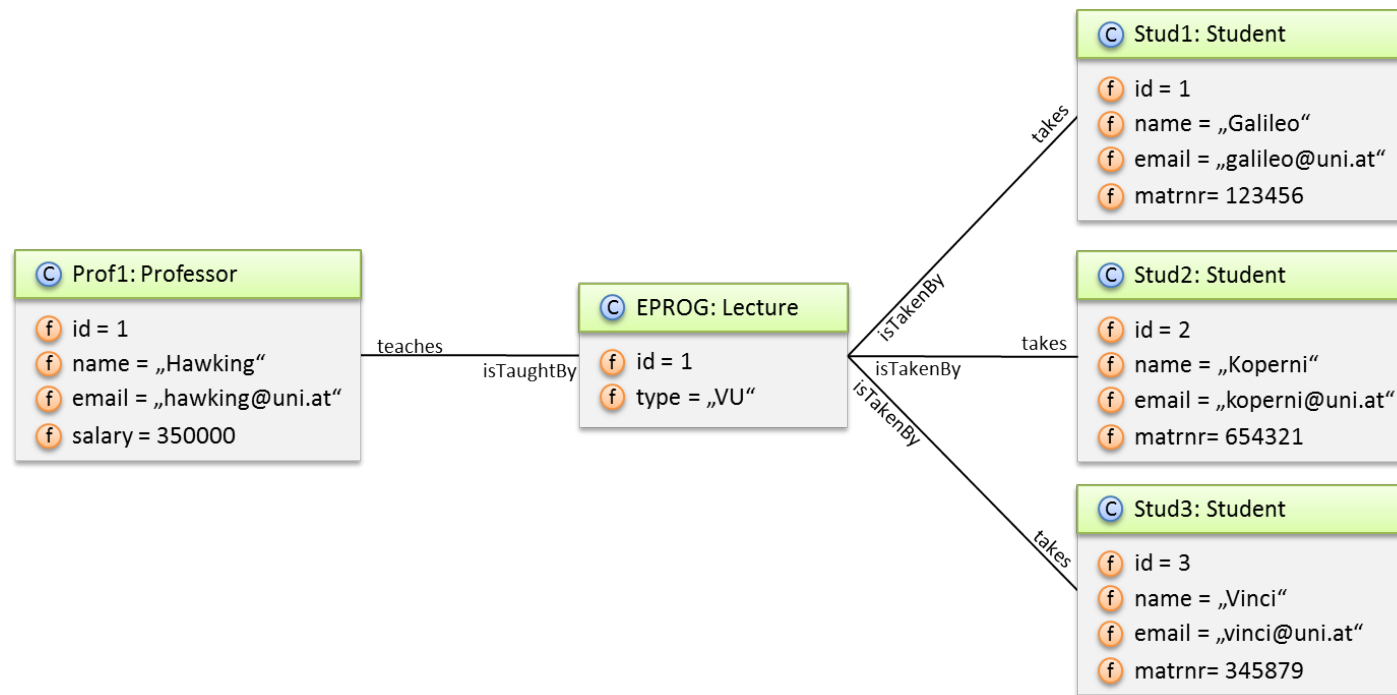 C Prof1: Professor
f id = 1
f name = „Hawking“
f email = „hawking@uni.at“
f salary = 350000
teaches
isTaughtBy
C EPROG: Lecture
f id = 1
f type = „VU“
isTakenBy
takes
isTakenBy
takes
isTakenBy
takes
C Stud1: Student
f id = 1
f name = „Galileo“
f email = „galileo@uni.at“
f matrnr= 123456
C Stud2: Student
f id = 2
f name = „Koperni“
f email = „koperni@uni.at“
f matrnr= 654321
C Stud3: Student
f id = 3
f name = „Vinci“
f email = „vinci@uni.at“
f matrnr= 345879